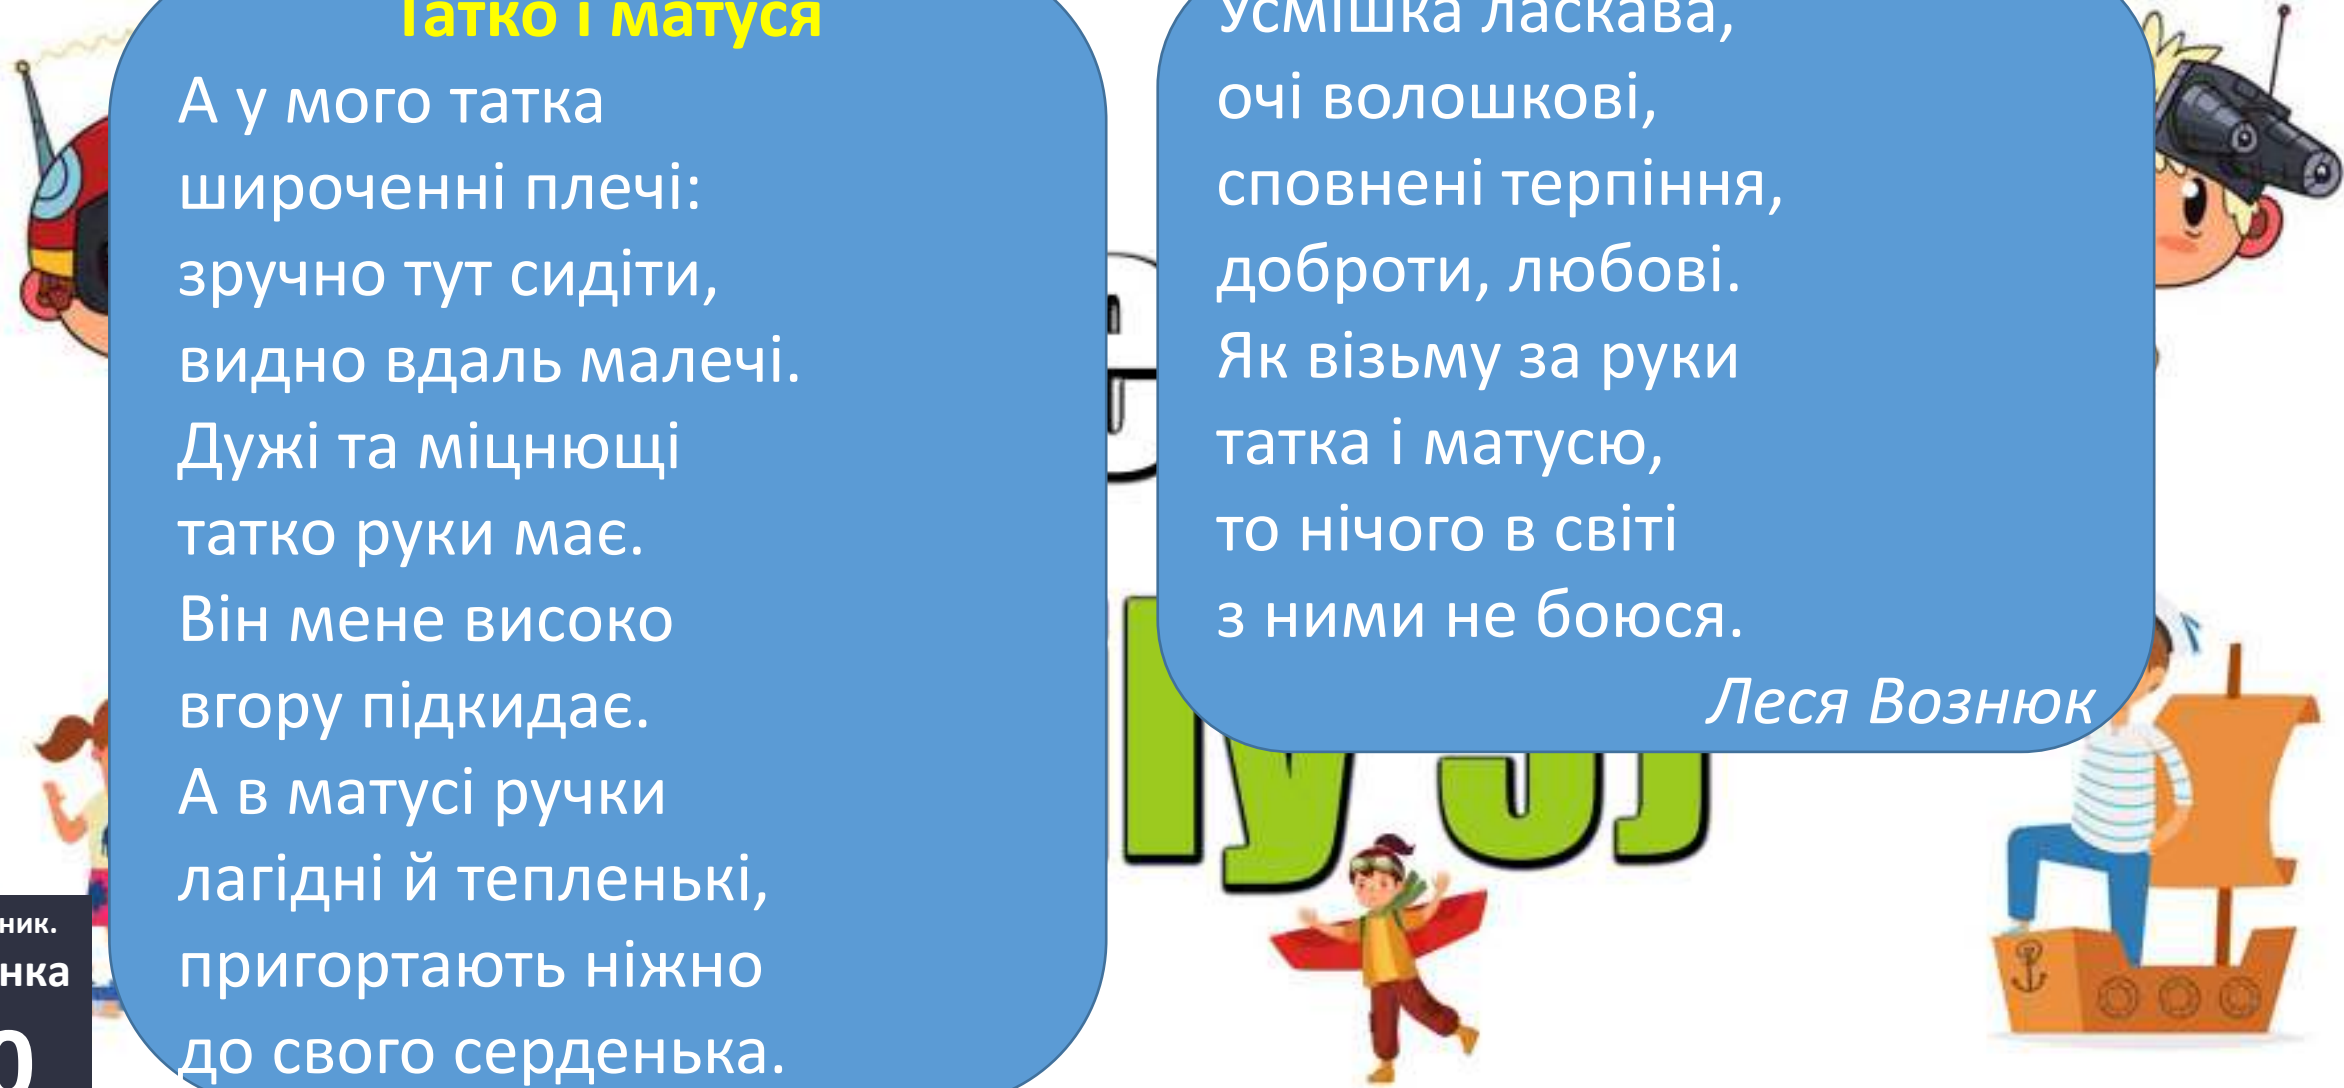 Татко і матуся
А у мого татка
широченні плечі:
зручно тут сидіти,
видно вдаль малечі.
Дужі та міцнющі
татко руки має.
Він мене високо
вгору підкидає.
А в матусі ручки
лагідні й тепленькі,
пригортають ніжно
до свого серденька.
Усмішка ласкава,
очі волошкові,
сповнені терпіння,
доброти, любові.
Як візьму за руки
татка і матусю,
то нічого в світі
з ними не боюся.
Леся Вознюк
ник.
нка